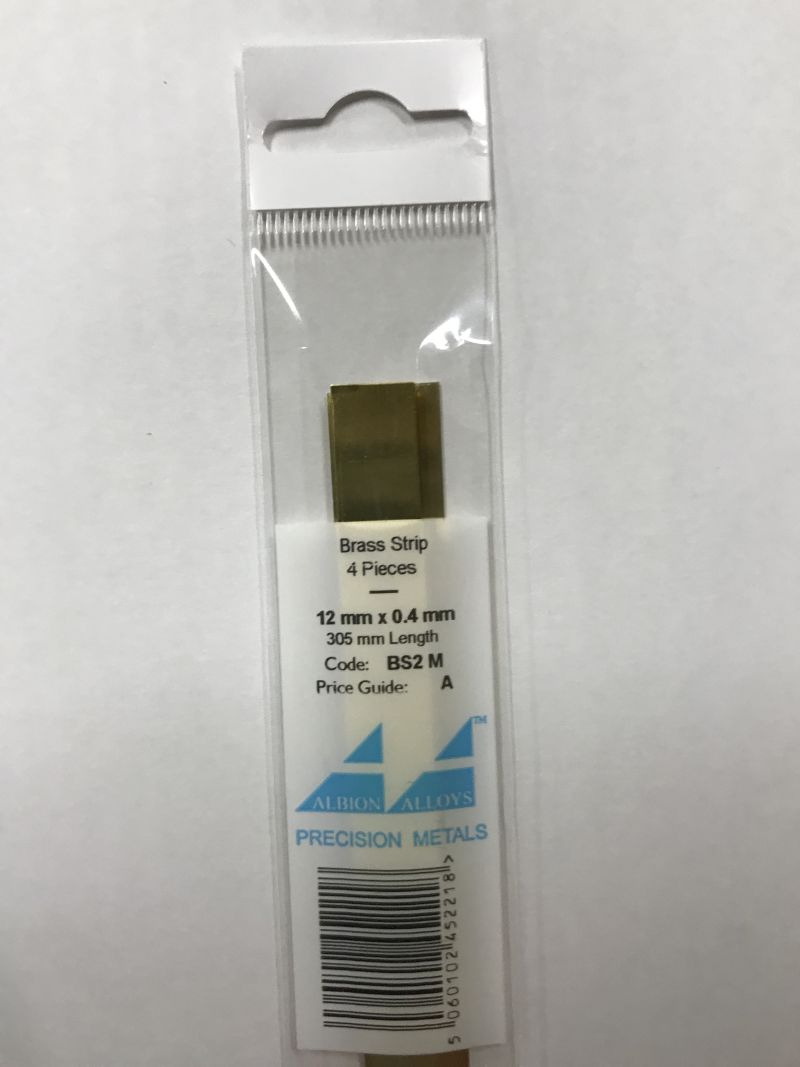 Brass Strip
4 Pieces
12 mm x 0.4 mm
305 mm Length
Code: BS2 M
Price Guide: A
TM
ALBION ALLOYS
PRECISION METALS
5 060102 452218 >